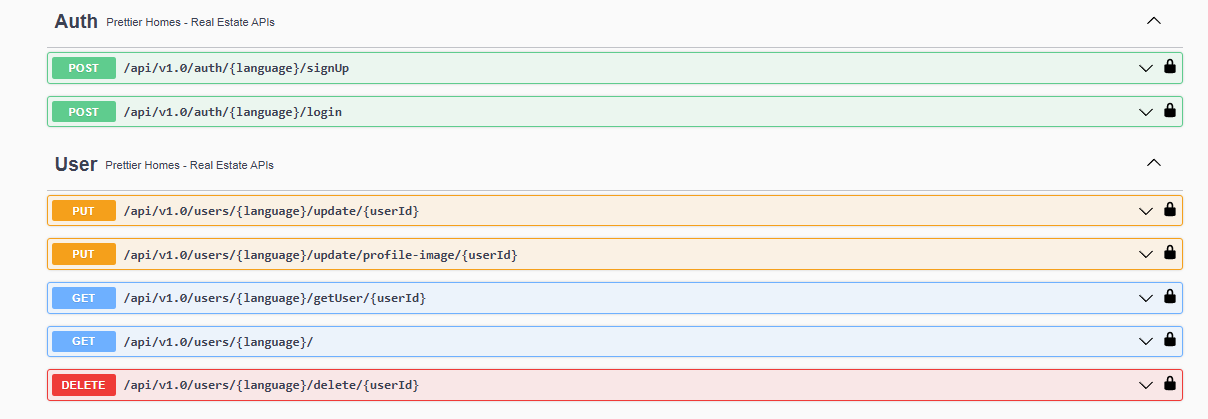 Auth Prettier Homes - Real Estate APIs
POST /api/v1.0/auth/{language}/signUp
POST /api/v1.0/auth/{language}/login
User Prettier Homes - Real Estate APIs
PUT /api/v1.0/users/{language}/update/{userId}
PUT /api/v1.0/users/{language}/update/profile-image/{userId}
GET /api/v1.0/users/{language}/getUser/{userId}
GET /api/v1.0/users/{language}/
DELETE /api/v1.0/users/{language}/delete/{userId}